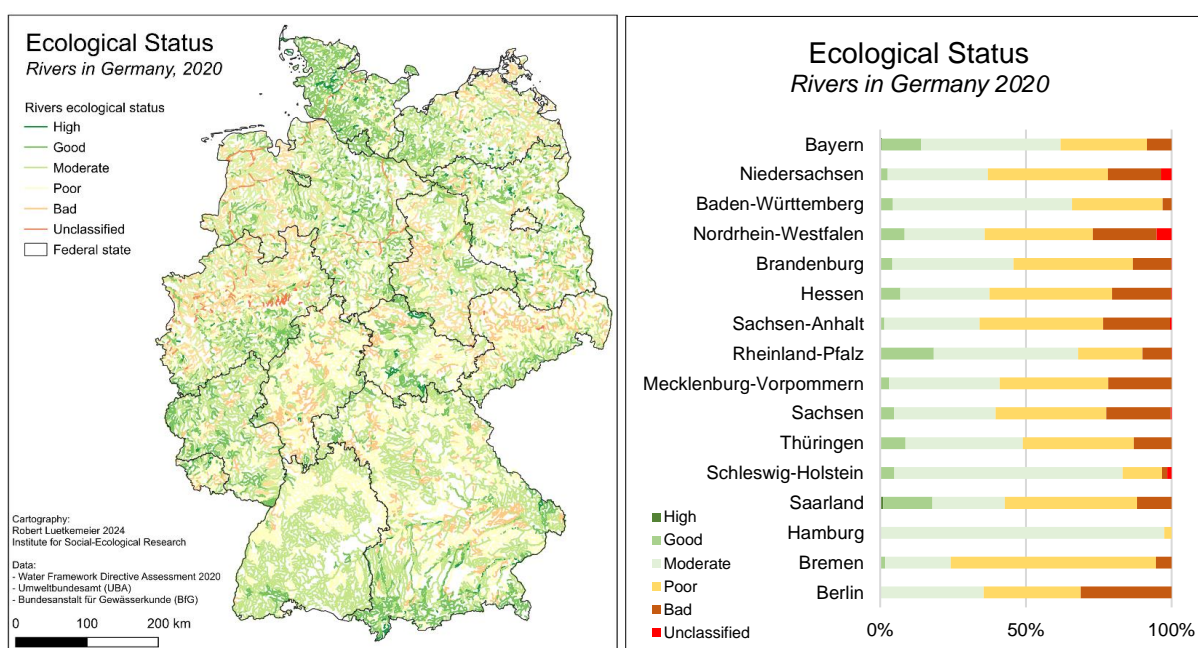 Ecological Status
Rivers in Germany, 2020
Rivers ecological status
High
Good
Moderate
Poor
Bad
Unclassified
Federal state
Cartography:
Robert Luetkemeier 2024
Institute for Social-Ecological Research
Data:
- Water Framework Directive Assessment 2020
- Umweltbundesamt (UBA)
- Bundesanstalt für Gewässerkunde (BfG)
0 100 200 km
Ecological Status
Rivers in Germany 2020
Bayern
Niedersachsen
Baden-Württemberg
Nordrhein-Westfalen
Brandenburg
Hessen
Sachsen-Anhalt
Rheinland-Pfalz
Mecklenburg-Vorpommern
Sachsen
Thüringen
Schleswig-Holstein
Saarland
Hamburg
Bremen
Berlin
High
Good
Moderate
Poor
Bad
Unclassified
0% 50% 100%